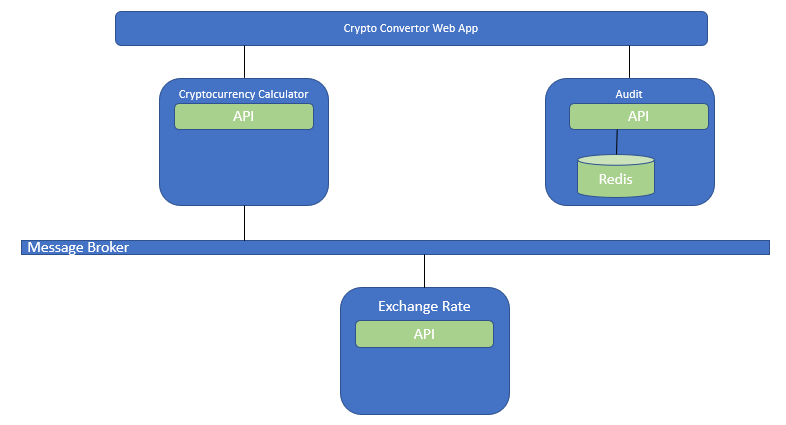 Crypto Convertor Web App
Cryptocurrency Calculator
API
Audit
API
Redis
Message Broker
Exchange Rate
API